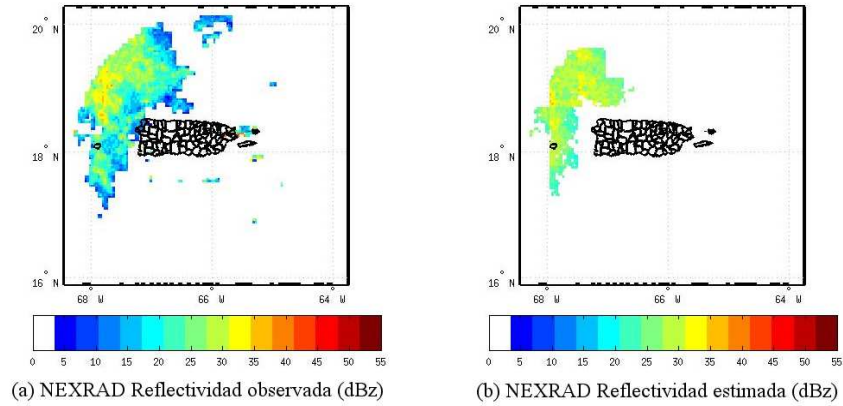 20° N
18° N
16° N
68° W
66° W
64° W
0 5 10 15 20 25 30 35 40 45 50 55
(a) NEXRAD Reflectividad observada (dBz)
20° N
18° N
16° N
68° W
66° W
64° W
0 5 10 15 20 25 30 35 40 45 50 55
(b) NEXRAD Reflectividad estimada (dBz)